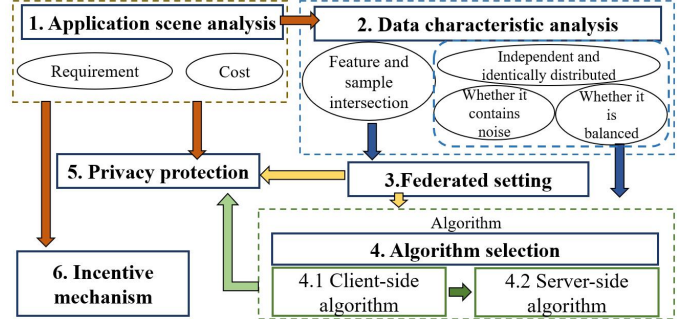 1. Application scene analysis
2. Data characteristic analysis
Requirement
Cost
Feature and
sample
intersection
Independent and
identically distributed
Whether it
contains
noise
Whether it
is
balanced
5. Privacy protection
3.Federated setting
Algorithm
4. Algorithm selection
6. Incentive
mechanism
4.1 Client-side
algorithm
4.2 Server-side
algorithm